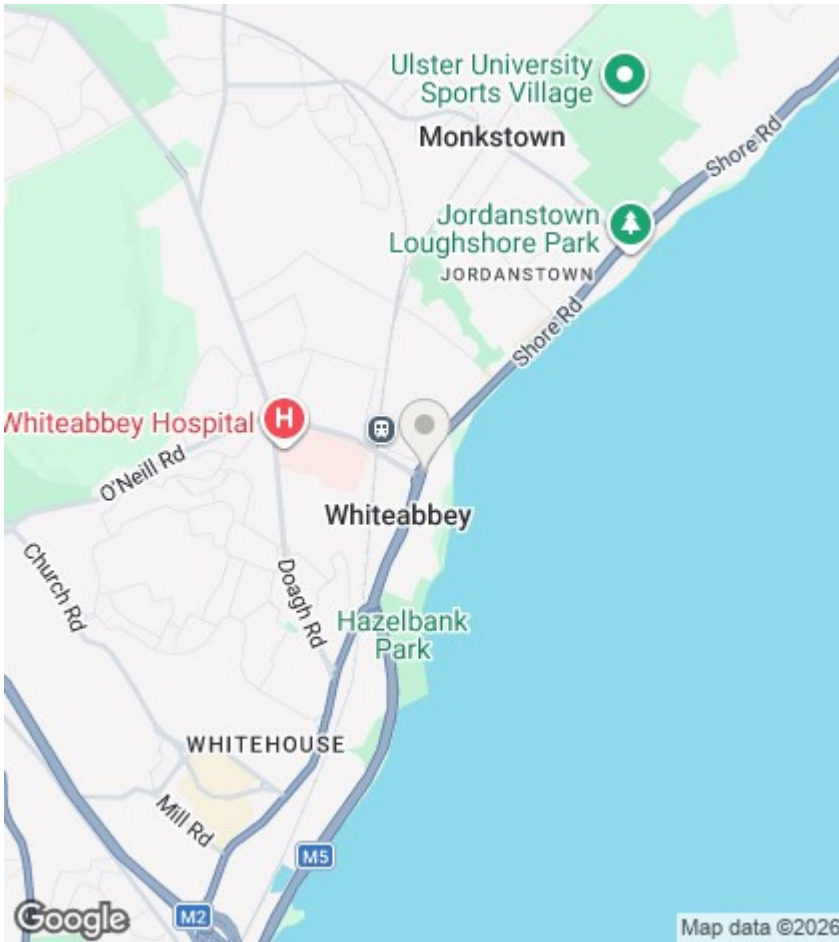 Ulster University
Sports Village
Monkstown
Shore Rd
Jordanstown
Loughshore Park
JORDANSTOWN
Shore Rd
Whiteabbey Hospital
H
O'Neill Rd
Whiteabbey
Church Rd
Doagh Rd
Hazelbank
Park
WHITEHOUSE
Mill Rd
M5
M2
Google
Map data ©2026